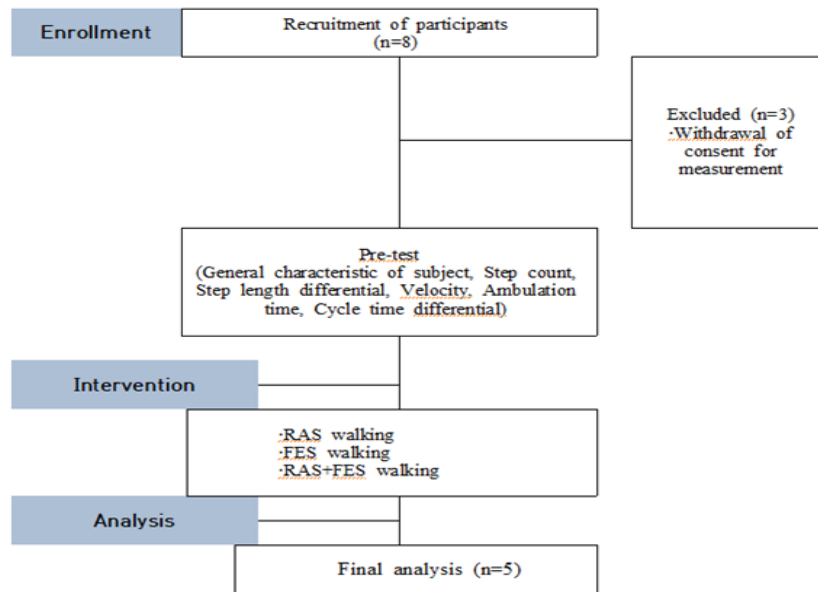 Enrollment
Recruitment of participants
(n=8)
Excluded (n=3)
·Withdrawal of
consent for
measurement
Pre-test
(General characteristic of subject, Step count,
Step length differential, Velocity, Ambulation
time, Cycle time differential)
Intervention
·RAS walking
·FES walking
·RAS+FES walking
Analysis
Final analysis (n=5)